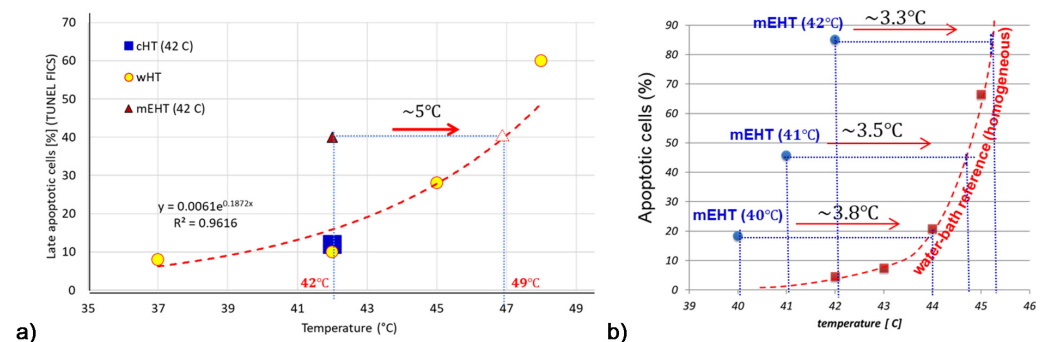 70
60
50
40
30
20
10
0
Late apoptotic cells [%] (TUNEL FICS)
cHT (42 C)
wHT
mEHT (42 C)
~5°C
y = 0.0061e^0.1872x
R² = 0.9616
42°C
49°C
35 37 39 41 43 45 47 49
Temperature (°C)
a)
90
80
70
60
50
40
30
20
10
0
Apoptotic cells (%)
mEHT (42°C)
~3.3°C
mEHT (41°C)
~3.5°C
mEHT (40°C)
~3.8°C
water-bath reference (homogeneous)
39 40 41 42 43 44 45 46
temperature [ C]
b)